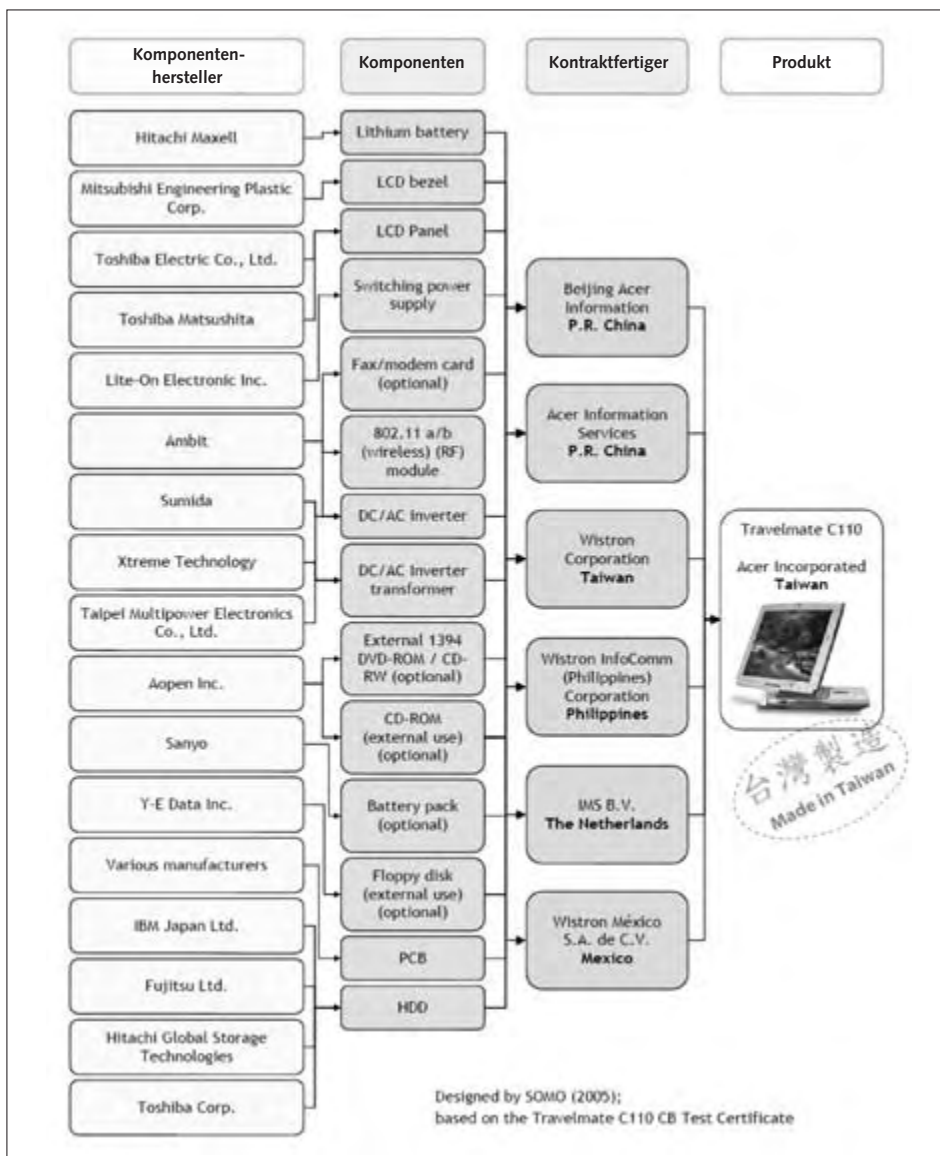 Komponenten-
hersteller
Komponenten
Kontraktfertiger
Produkt
Hitachi Maxell
Mitsubishi Engineering Plastic
Corp.
Toshiba Electric Co., Ltd.
Toshiba Matsushita
Lite-On Electronic Inc.
Ambit
Sumida
Xtreme Technology
Taipei Multipower Electronics
Co., Ltd.
Aopen Inc.
Sanyo
Y-E Data Inc.
Various manufacturers
IBM Japan Ltd.
Fujitsu Ltd.
Hitachi Global Storage
Technologies
Toshiba Corp.
Lithium battery
LCD bezel
LCD Panel
Switching power
supply
Fax/modem card
(optional)
802.11 a/b
(wireless) (RF)
module
DC/AC Inverter
DC/AC Inverter
transformer
External 1394
DVD-ROM / CD-
RW (optional)
CD-ROM
(external use)
(optional)
Battery pack
(optional)
Floppy disk
(external use)
(optional)
PCB
HDD
Beijing Acer
Information
P.R. China
Acer Information
Services
P.R. China
Wistron
Corporation
Taiwan
Wistron InfoComm
(Philippines)
Corporation
Philippines
IMS B.V.
The Netherlands
Wistron México
S.A. de C.V.
Mexico
Travelmate C110
Acer Incorporated
Taiwan
台灣製造
Made in Taiwan
Designed by SOMO (2005);
based on the Travelmate C110 CB Test Certificate